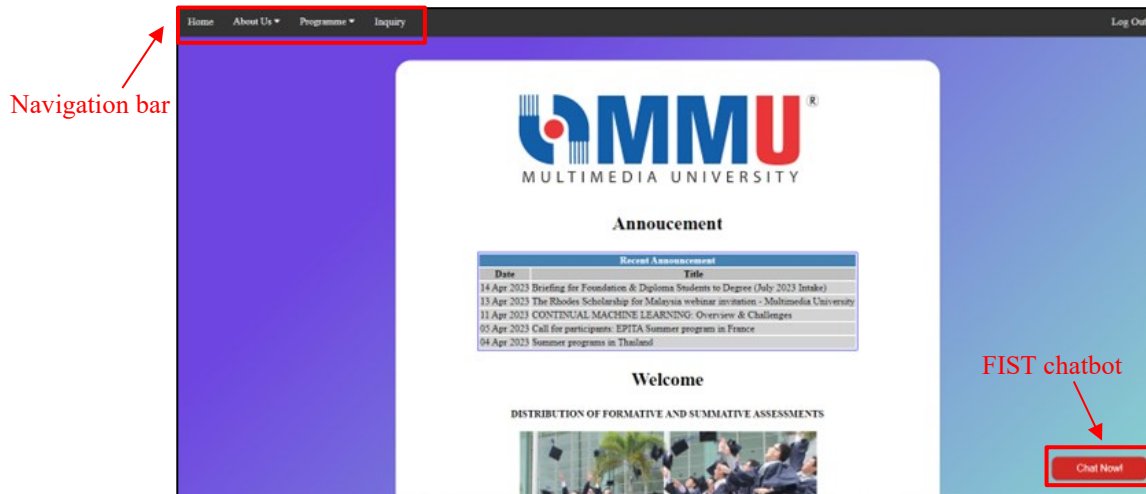 Home About Us Programme Inquiry Log Out
Navigation bar
MMU®
MULTIMEDIA UNIVERSITY
Annoucement
Recent Announcement
Date Title
14 Apr 2023 Briefing for Foundation & Diploma Students to Degree (July 2023 Intake)
13 Apr 2023 The Rhodes Scholarship for Malaysia webinar invitation - Multimedia University
11 Apr 2023 CONTINUAL MACHINE LEARNING: Overview & Challenges
05 Apr 2023 Call for participants: EPITA Summer program in France
04 Apr 2023 Summer programs in Thailand
FIST chatbot
Welcome
DISTRIBUTION OF FORMATIVE AND SUMMATIVE ASSESSMENTS
Chat Now!